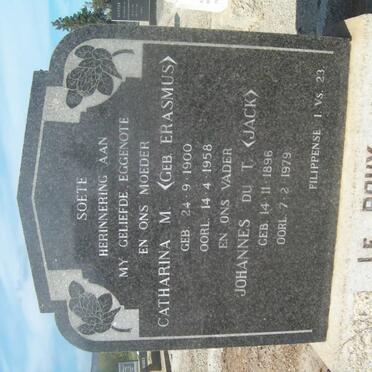 SOETE
HERINNERING AAN
MY GELIEFDE EGGENOTE
EN ONS MOEDER
CATHARINA M. (GEB. ERASMUS)
GEB. 24 - 9 - 1900
OORL. 14 - 4 - 1958
EN ONS VADER
JOHANNES DU T. (JACK)
GEB. 14 - 11 - 1896
OORL. 7 - 2 - 1979
FILIPPENSE 1 VS. 23
LE ROUX